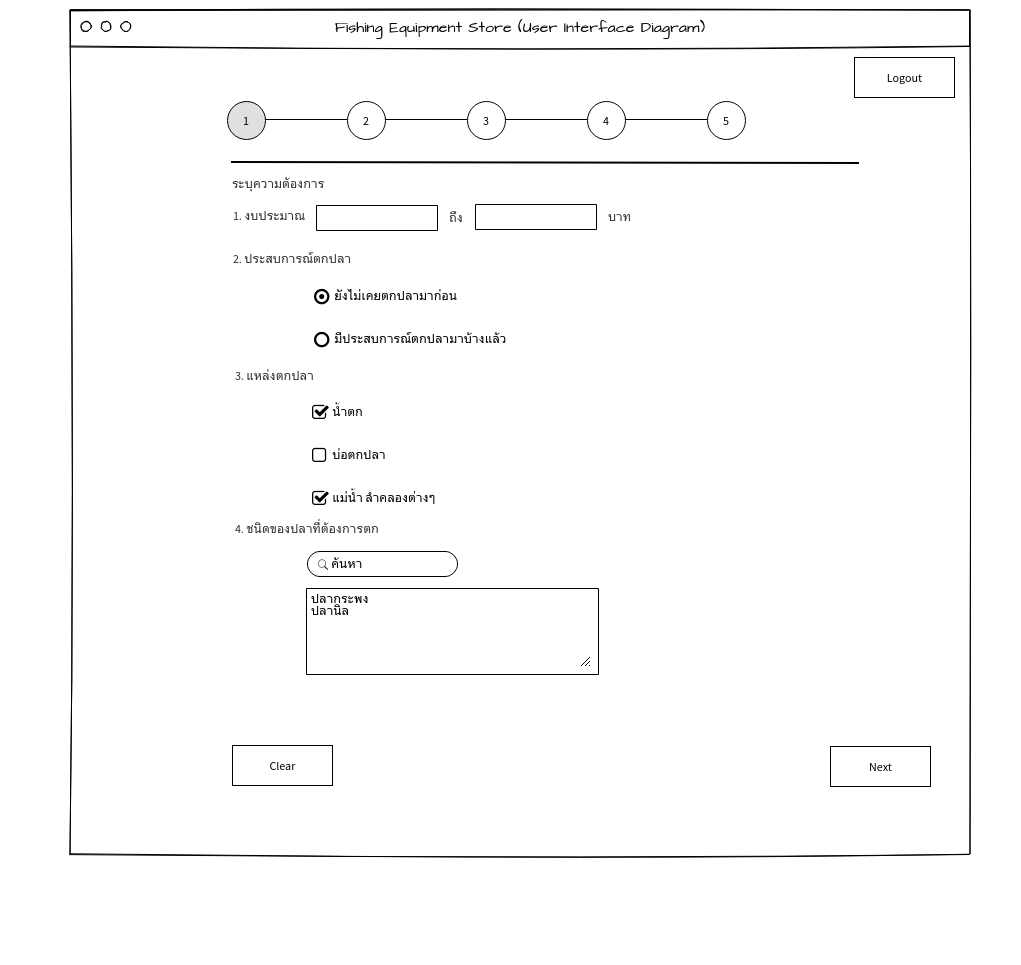 Fishing Equipment Store (User Interface Diagram)
Logout
1 2 3 4 5
ระบุความต้องการ
1. งบประมาณ ถึง บาท
2. ประสบการณ์ตกปลา
ยังไม่เคยตกปลามาก่อน
มีประสบการณ์ตกปลามาบ้างแล้ว
3. แหล่งตกปลา
น้ำตก
บ่อตกปลา
แม่น้ำ ลำคลองต่างๆ
4. ชนิดของปลาที่ต้องการตก
ค้นหา
ปลากระพง
ปลานิล
Clear Next